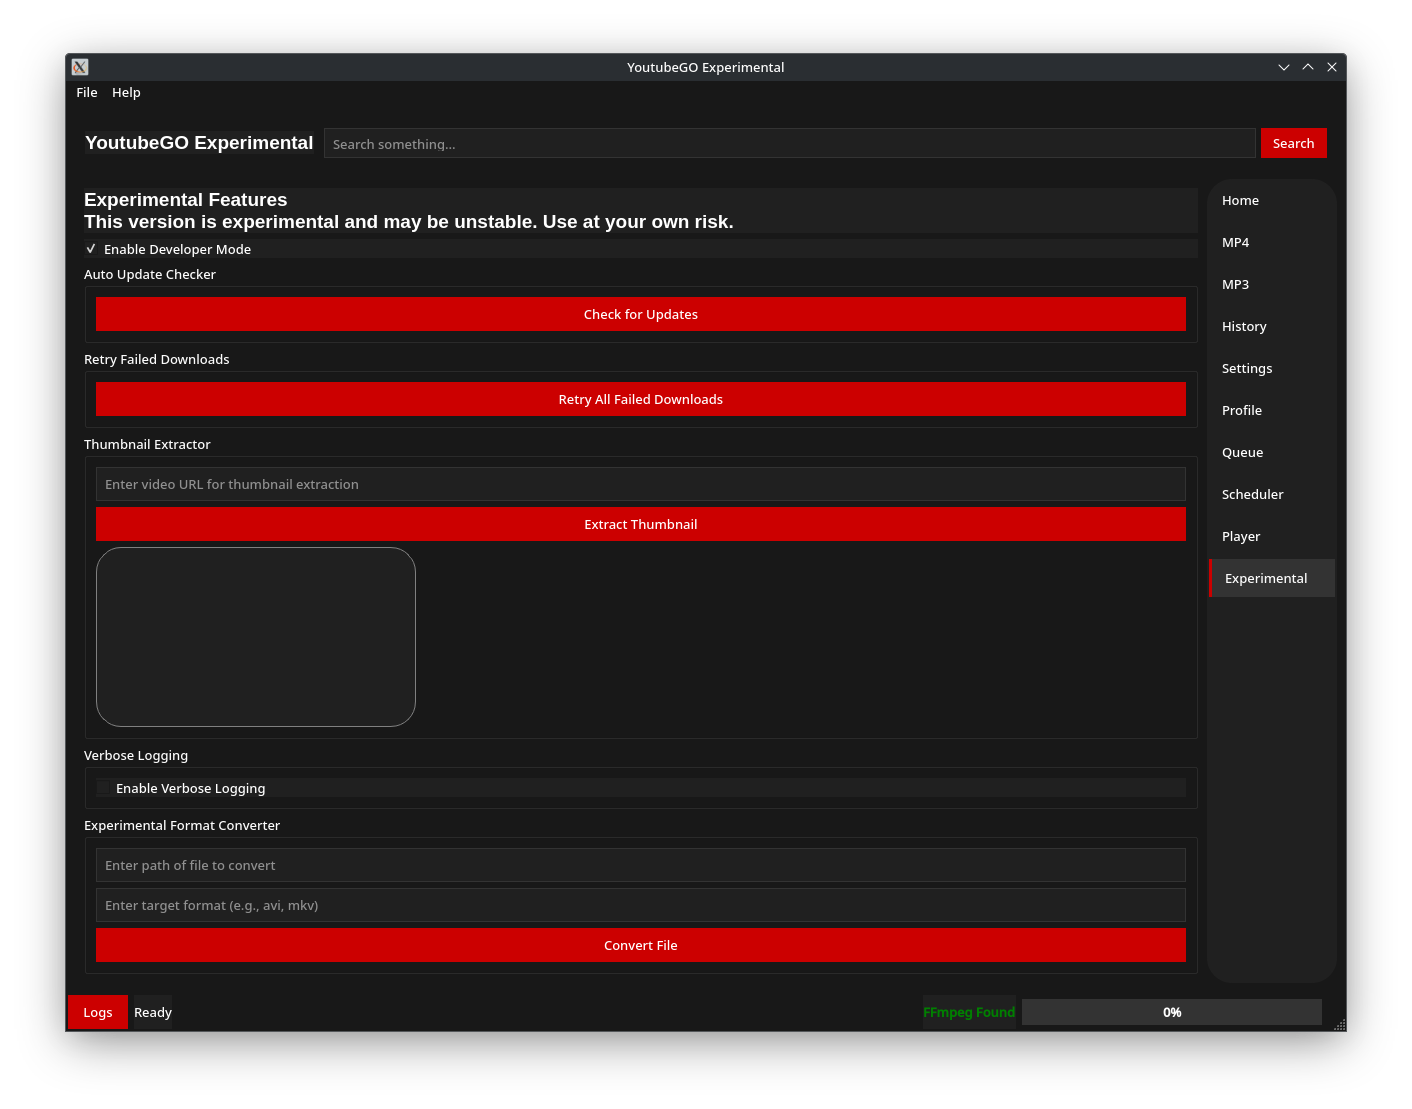 YoutubeGO Experimental
File Help
YoutubeGO Experimental
Search something...
Search
Experimental Features
This version is experimental and may be unstable. Use at your own risk.
Enable Developer Mode
Auto Update Checker
Check for Updates
Retry Failed Downloads
Retry All Failed Downloads
Thumbnail Extractor
Enter video URL for thumbnail extraction
Extract Thumbnail
Verbose Logging
Enable Verbose Logging
Experimental Format Converter
Enter path of file to convert
Enter target format (e.g., avi, mkv)
Convert File
Home
MP4
MP3
History
Settings
Profile
Queue
Scheduler
Player
Experimental
Logs
Ready
FFmpeg Found
0%